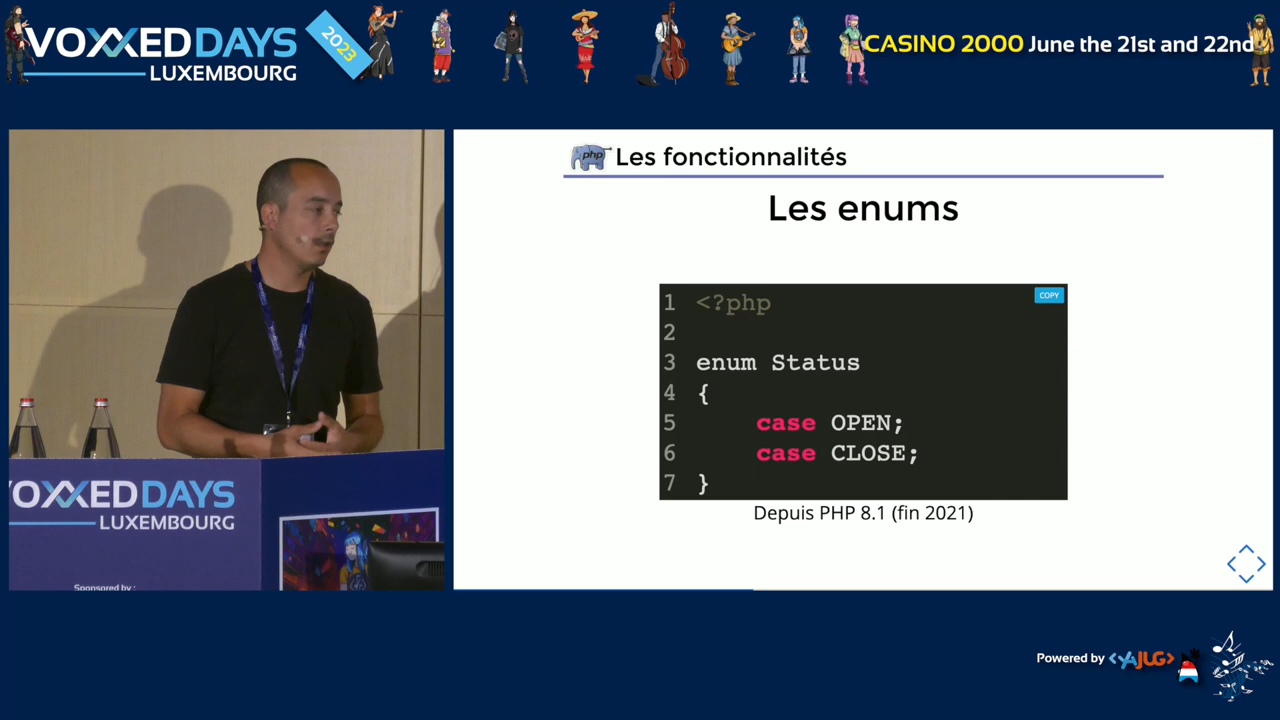 VOXXED DAYS
LUXEMBOURG
2023
CASINO 2000 June the 21st and 22nd
php Les fonctionnalités
Les enums
COPY
1 <?php
2
3 enum Status
4 {
5 case OPEN;
6 case CLOSE;
7 }
Depuis PHP 8.1 (fin 2021)
OXXED DAYS
LUXEMBOURG
Sponsored by :
Powered by <YAJUG>